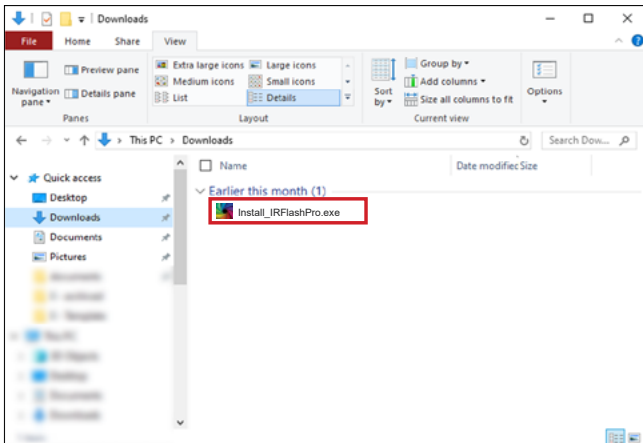 Downloads
File Home Share View
Navigation pane
Preview pane
Details pane
Panes
Extra large icons Large icons
Medium icons Small icons
List Details
Layout
Sort by
Group by
Add columns
Size all columns to fit
Current view
Options
This PC > Downloads
Search Dow...
Name Date modified Size
Quick access
Desktop
Downloads
Documents
Pictures
Earlier this month (1)
Install_IRFlashPro.exe